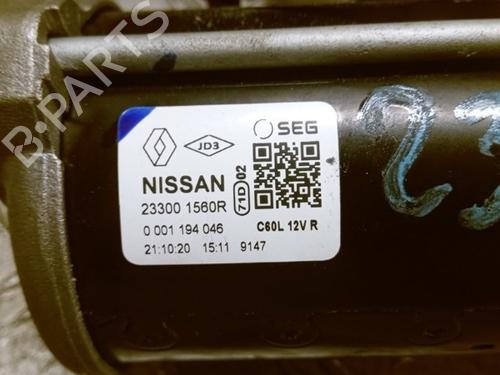 JD3
SEG
NISSAN
71D 02
23300 1560R
0 001 194 046
C60L 12V R
21:10:20 15:11 9147
B-PARTS